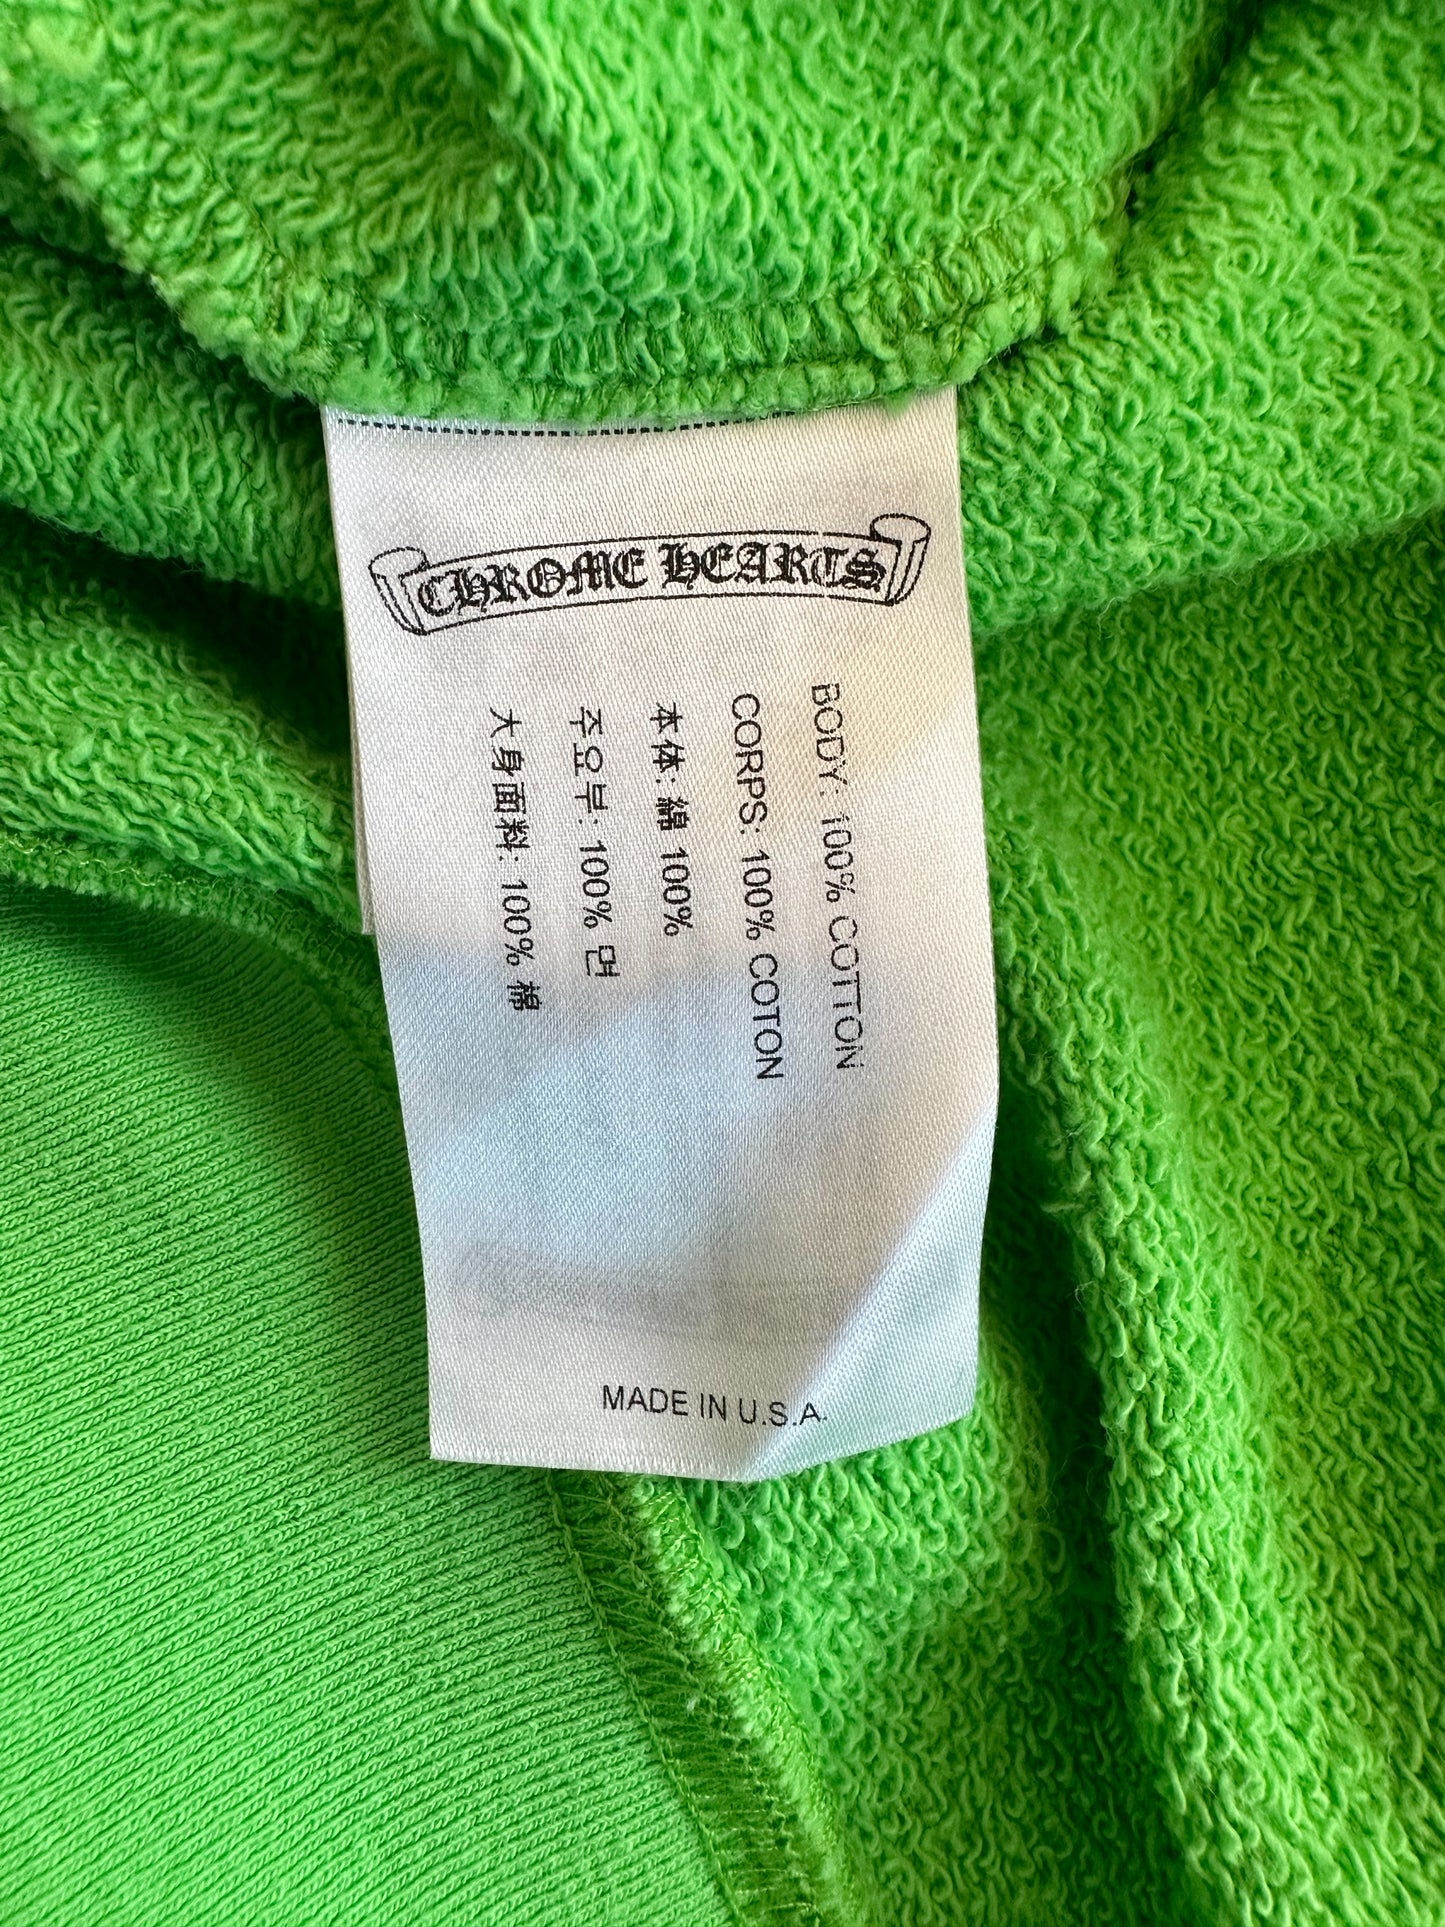 CHROME HEARTS
BODY: 100% COTTON
CORPS: 100% COTON
本体: 綿 100%
주요부: 100% 면
大身面料: 100% 棉
MADE IN U.S.A.